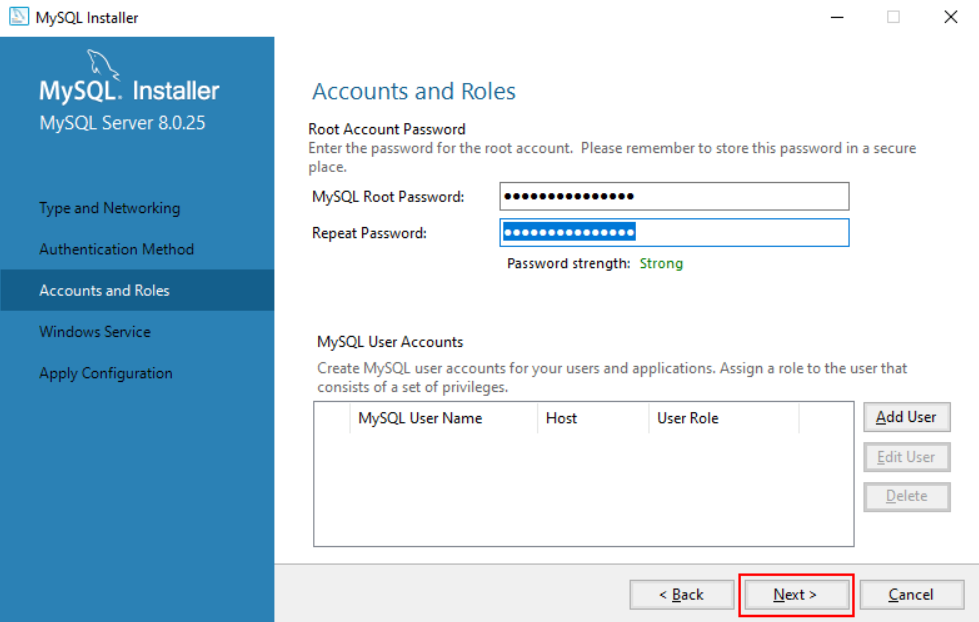 MySQL Installer
MySQL. Installer
MySQL Server 8.0.25
Type and Networking
Authentication Method
Accounts and Roles
Windows Service
Apply Configuration
Accounts and Roles
Root Account Password
Enter the password for the root account.  Please remember to store this password in a secure
place.
MySQL Root Password: ●●●●●●●●●●●●●●●
Repeat Password: ●●●●●●●●●●●●●●●
Password strength: Strong
MySQL User Accounts
Create MySQL user accounts for your users and applications. Assign a role to the user that
consists of a set of privileges.
MySQL User Name Host User Role
Add User
Edit User
Delete
< Back Next > Cancel